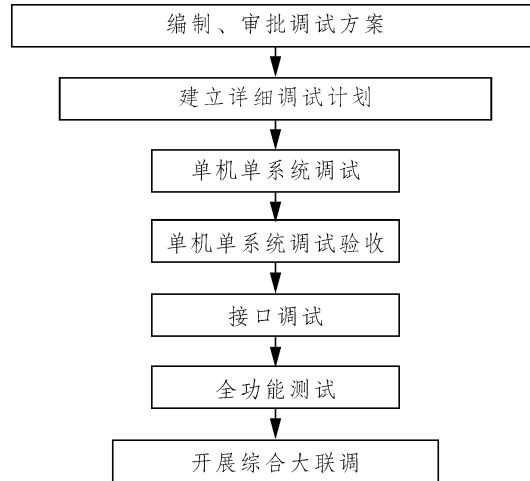 编制、审批调试方案
建立详细调试计划
单机单系统调试
单机单系统调试验收
接口调试
全功能测试
开展综合大联调